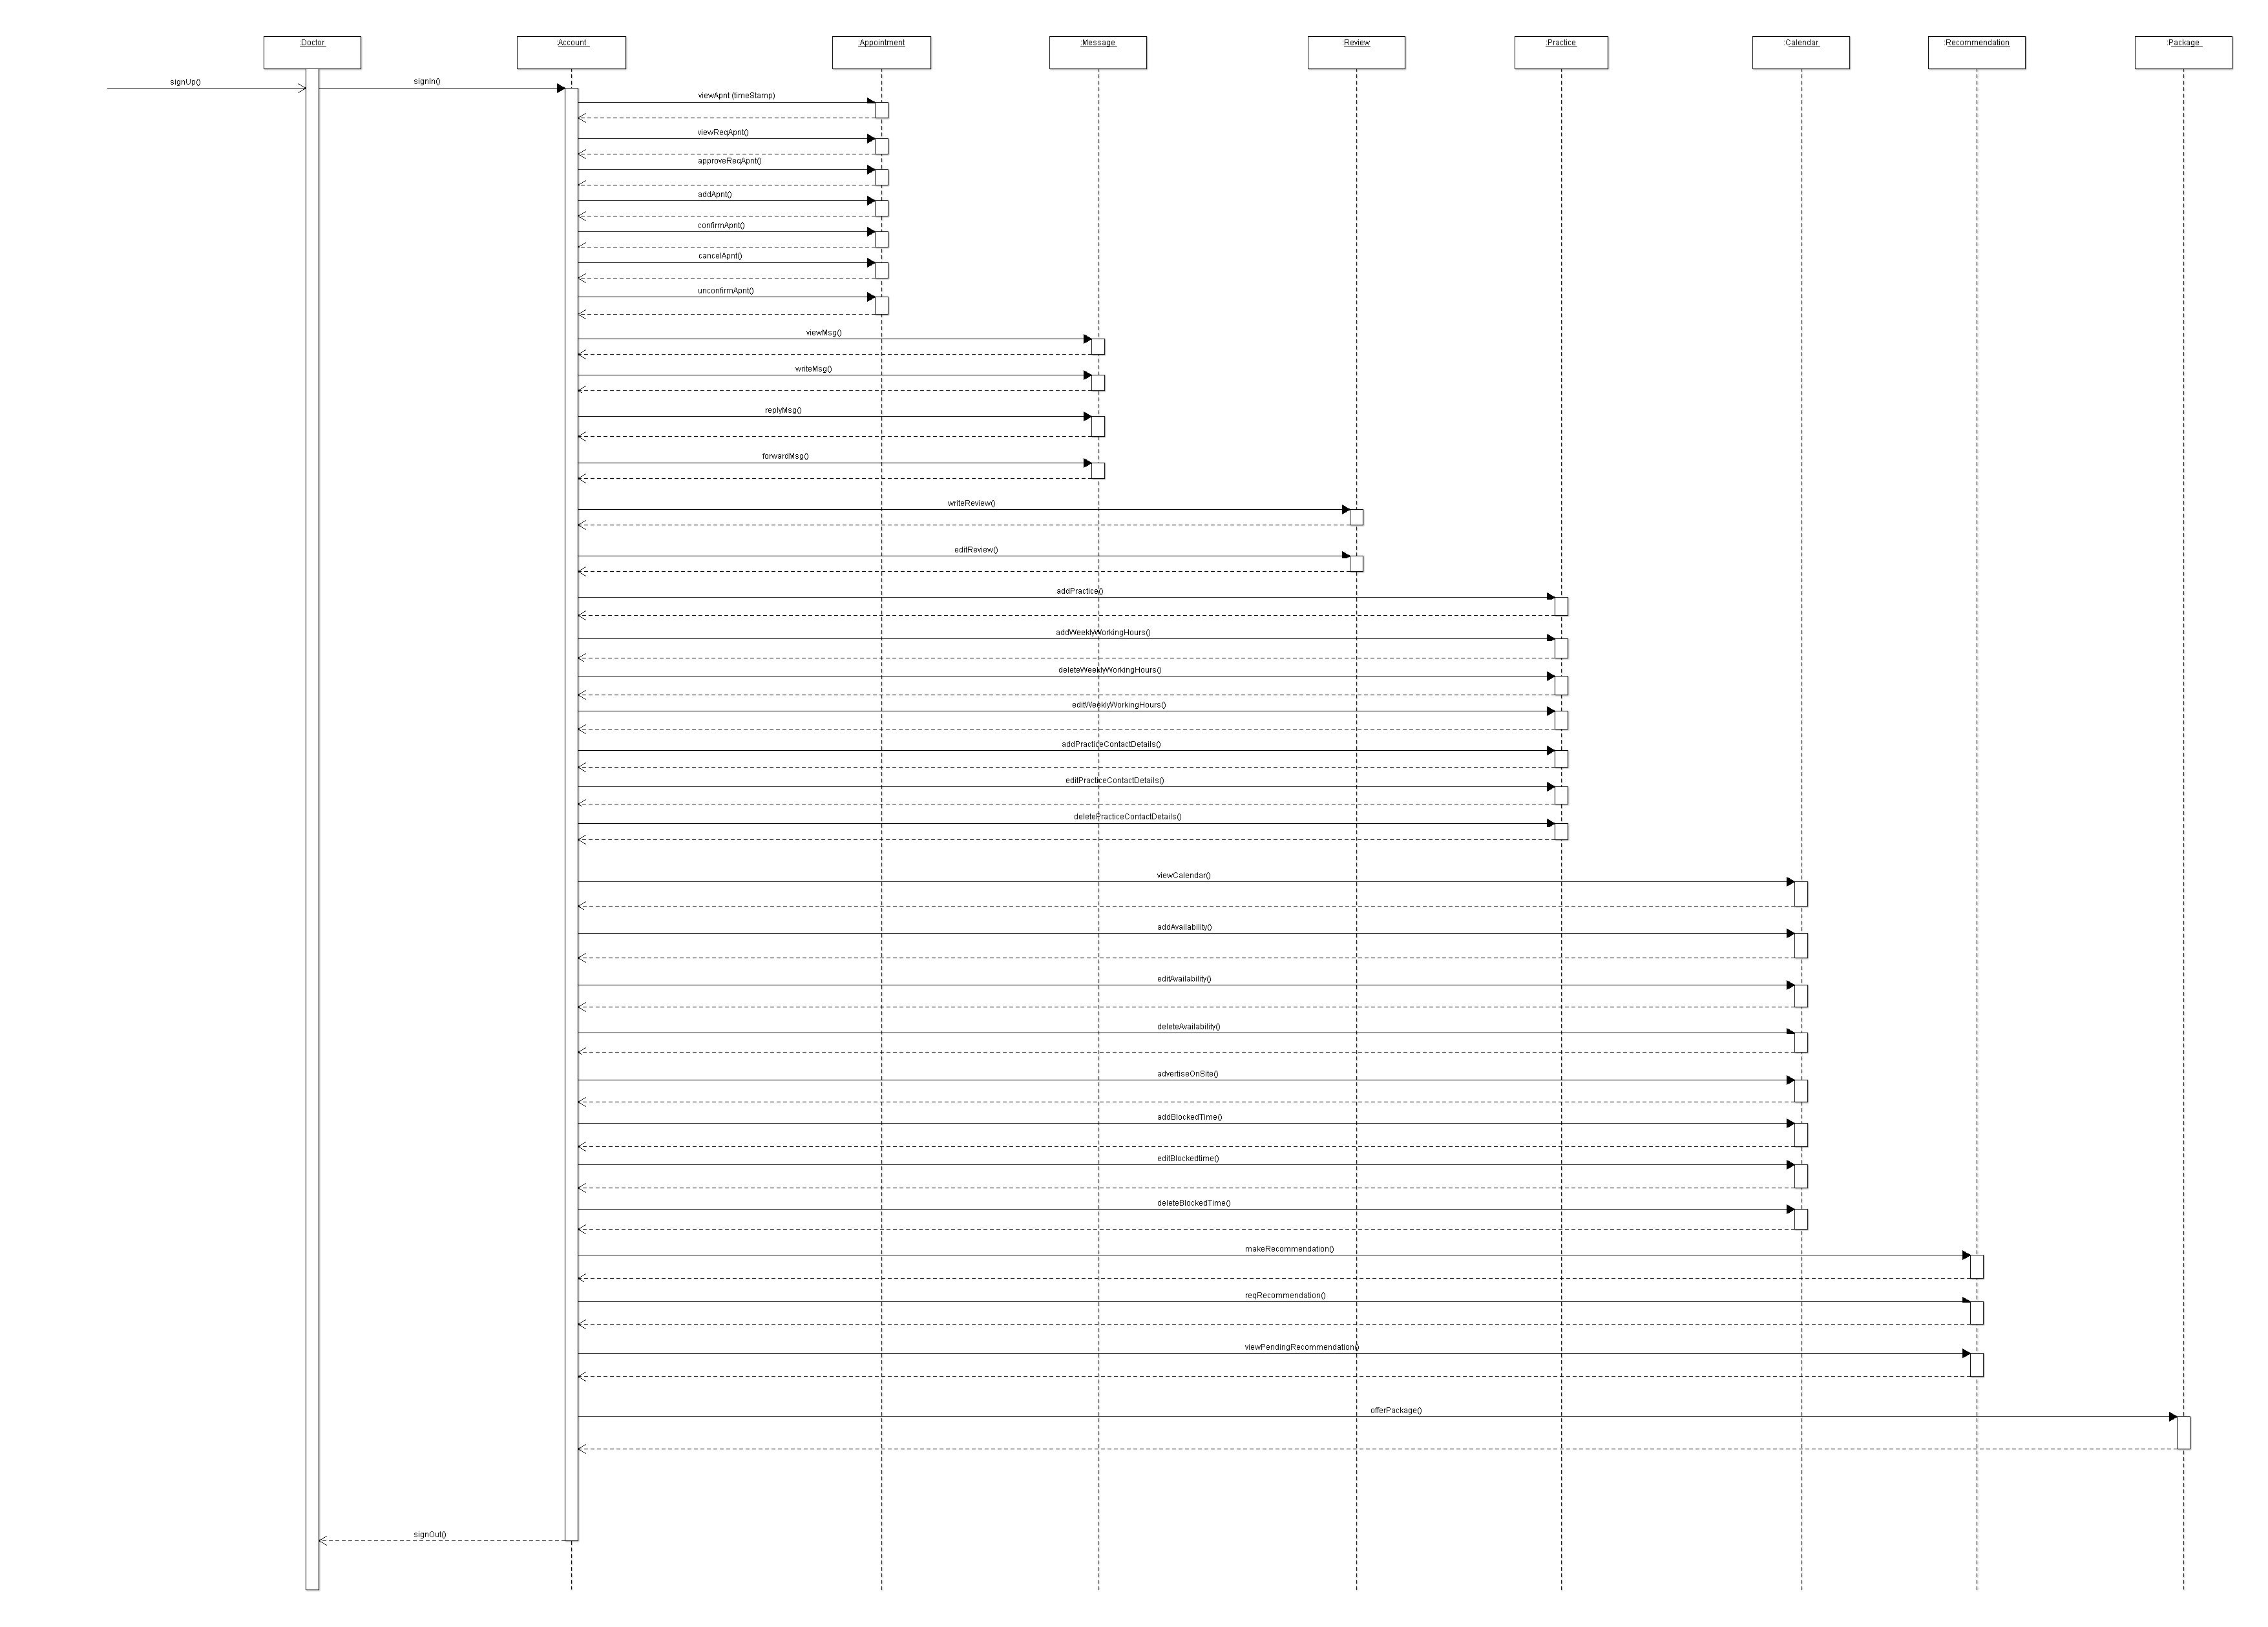 :Doctor
:Account
:Appointment
:Message
:Review
:Practice
:Calendar
:Recommendation
:Package
signUp()
signIn()
viewApnt (timeStamp)
viewReqApnt()
approveReqApnt()
addApnt()
confirmApnt()
cancelApnt()
unconfirmApnt()
viewMsg()
writeMsg()
replyMsg()
forwardMsg()
writeReview()
editReview()
addPractice()
addWeeklyWorkingHours()
deleteWeeklyWorkingHours()
editWeeklyWorkingHours()
addPracticeContactDetails()
editPracticeContactDetails()
deletePracticeContactDetails()
viewCalendar()
addAvailability()
editAvailability()
deleteAvailability()
advertiseOnSite()
addBlockedTime()
editBlockedtime()
deleteBlockedTime()
makeRecommendation()
reqRecommendation()
viewPendingRecommendation()
offerPackage()
signOut()